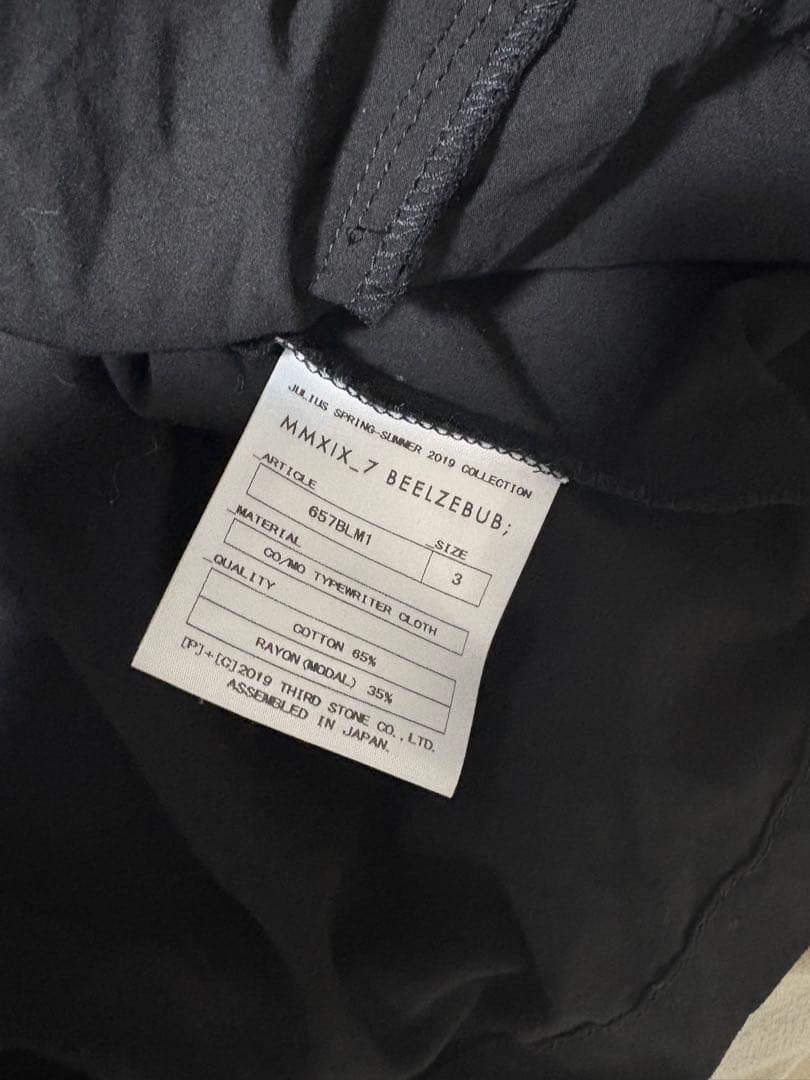 JULIUS SPRING-SUMMER 2019 COLLECTION
MMXIX_7 BEELZEBUB;
_ARTICLE
_SIZE
657BLM1
3
_MATERIAL
CO/MO TYPEWRITER CLOTH
_QUALITY
COTTON 65%
RAYON(MODAL) 35%
[P]+[C]2019 THIRD STONE CO.,LTD.
ASSEMBLED IN JAPAN.